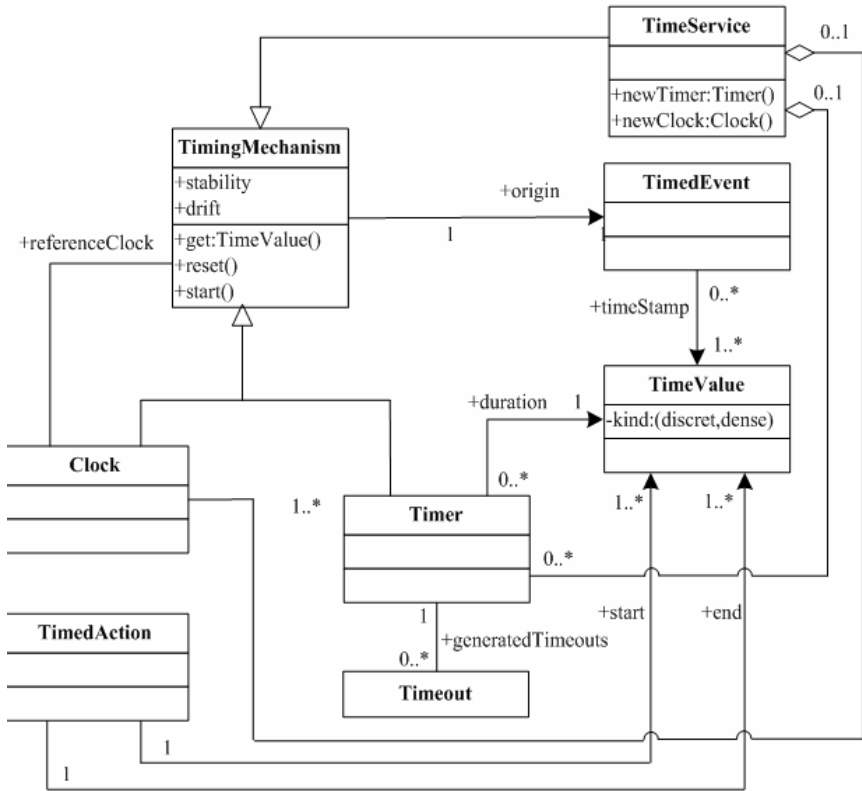 TimeService
0..1
+newTimer:Timer()
+newClock:Clock()
0..1
TimingMechanism
+stability
+drift
+get:TimeValue()
+reset()
+start()
+origin
1
1
TimedEvent
+referenceClock
0..*
+timeStamp
1..*
TimeValue
-kind:(discret,dense)
+duration
1
0..*
Clock
1..*
Timer
1..*
1..*
0..*
TimedAction
1
+generatedTimeouts
0..*
Timeout
+start
+end
1
1